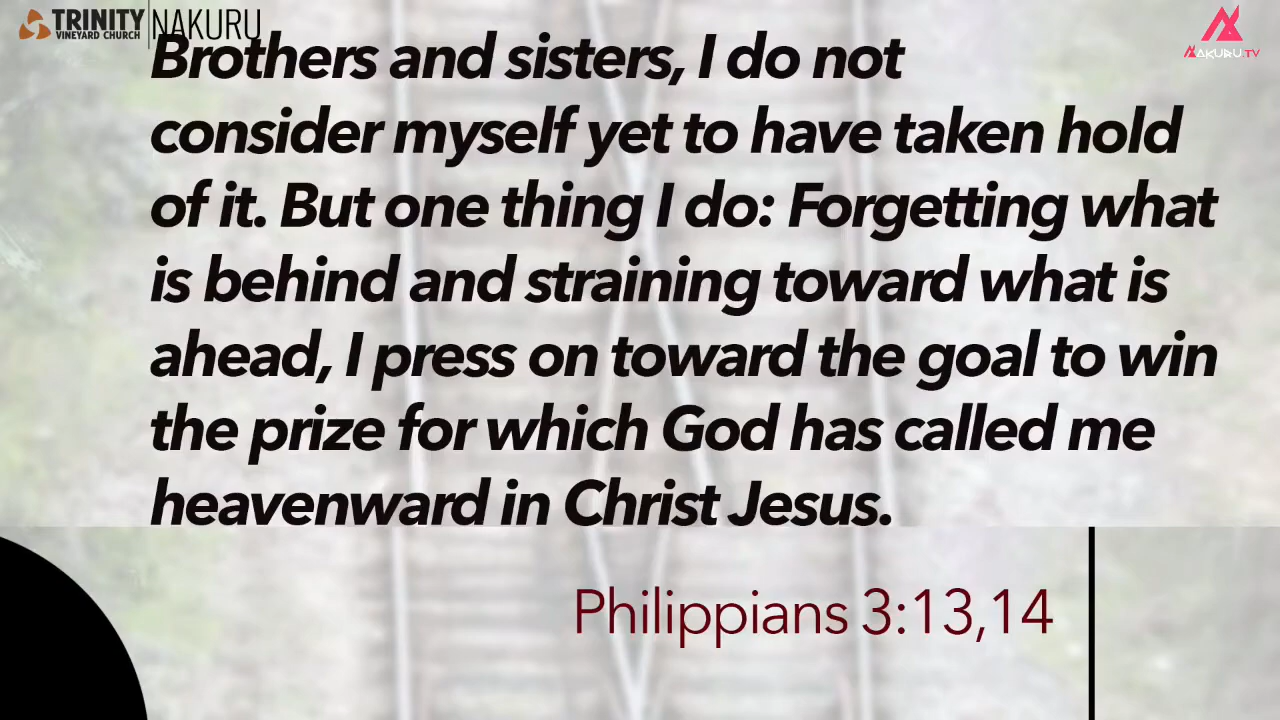 TRINITY
VINEYARD CHURCH
NAKURU
NAKURU TV
Brothers and sisters, I do not
consider myself yet to have taken hold
of it. But one thing I do: Forgetting what
is behind and straining toward what is
ahead, I press on toward the goal to win
the prize for which God has called me
heavenward in Christ Jesus.
Philippians 3:13,14